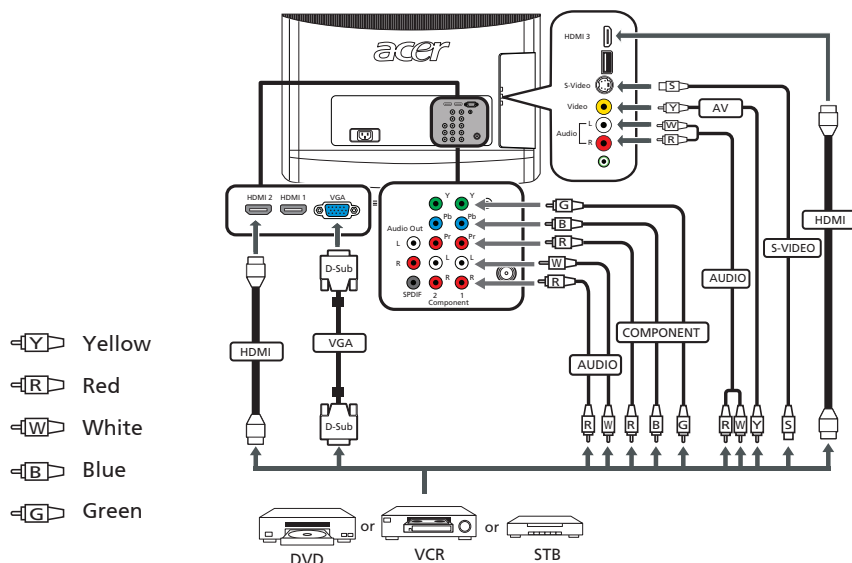 acer
HDMI 3
S-Video
Video
Audio
L
R
S
Y
AV
W
R
HDMI 2
HDMI 1
VGA
Y
Y
Pb
Pb
Audio Out
Pr
Pr
L
L
L
R
R
R
SPDIF
2
1
Component
G
B
R
W
R
D-Sub
HDMI
VGA
D-Sub
AUDIO
COMPONENT
AUDIO
S-VIDEO
HDMI
R
W
R
B
G
R
W
Y
S
Y Yellow
R Red
W White
B Blue
G Green
DVD
or
VCR
or
STB